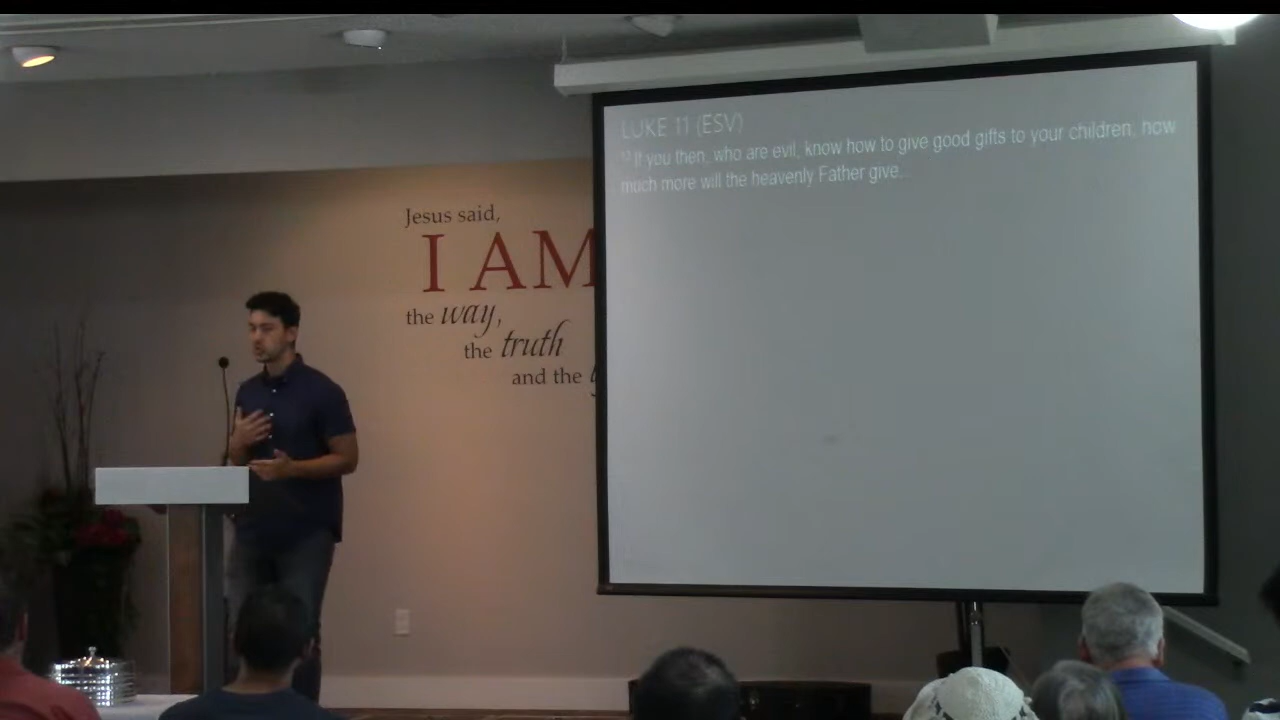 Jesus said,
I AM
the way,
the truth
and the
LUKE 11 (ESV)
13 If you then, who are evil, know how to give good gifts to your children, how
much more will the heavenly Father give...